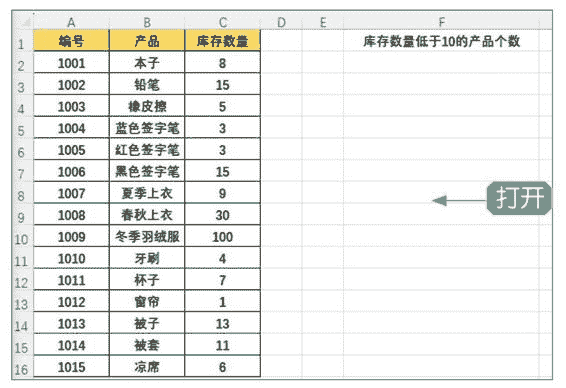 A B C D E F
1 编号 产品 库存数量 库存数量低于10的产品个数
2 1001 本子 8
3 1002 铅笔 15
4 1003 橡皮擦 5
5 1004 蓝色签字笔 3
6 1005 红色签字笔 3
7 1006 黑色签字笔 15
8 1007 夏季上衣 9
打开
9 1008 春秋上衣 30
10 1009 冬季羽绒服 100
11 1010 牙刷 4
12 1011 杯子 7
13 1012 窗帘 1
14 1013 被子 13
15 1014 被套 11
16 1015 凉席 6